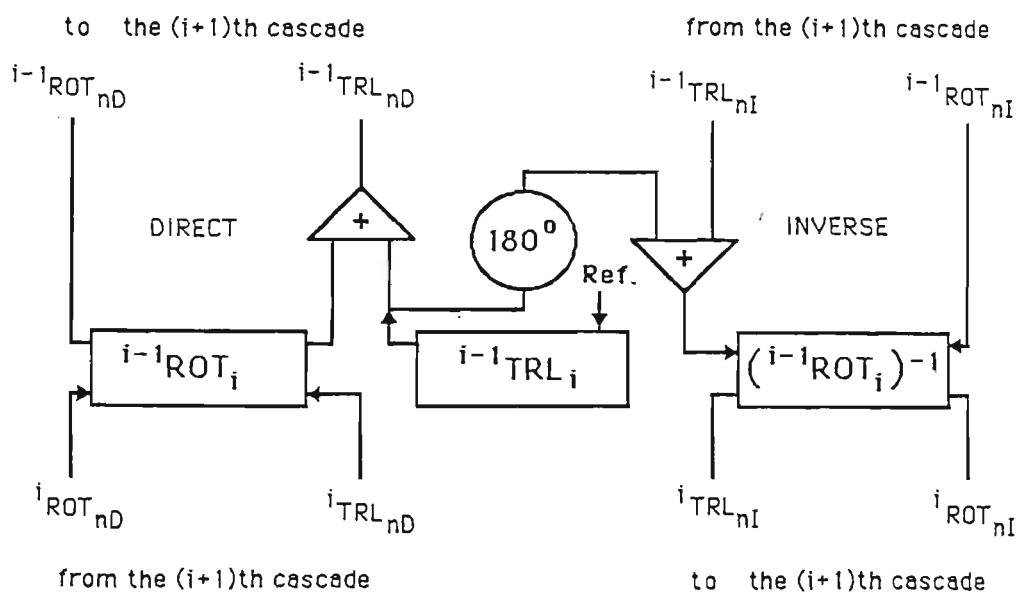 to the (i+1)th cascade
from the (i+1)th cascade
i-1ROTnD
i-1TRLnD
i-1TRLnI
i-1ROTnI
DIRECT
+
180°
+
INVERSE
Ref.
i-1ROTi
i-1TRLi
(i-1ROTi)-1
iROTnD
iTRLnD
iTRLnI
iROTnI
from the (i+1)th cascade
to the (i+1)th cascade